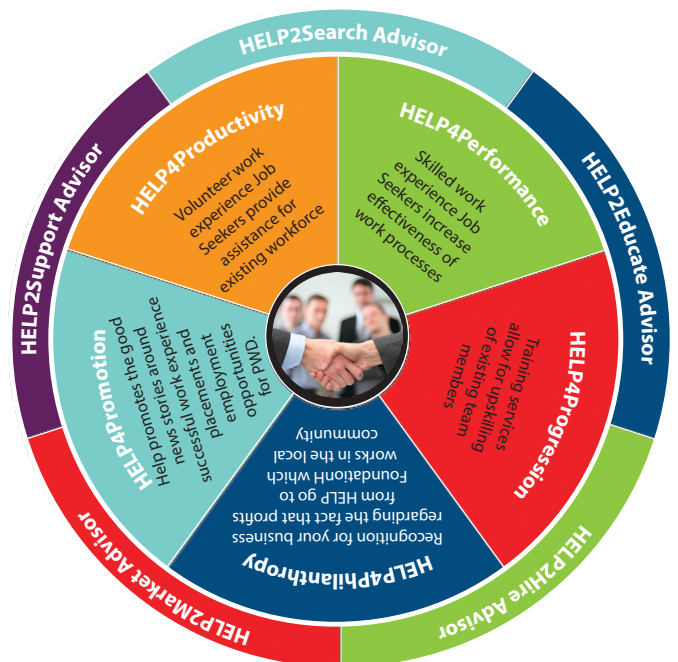 HELP2Search Advisor
HELP2Educate Advisor
HELP2Hire Advisor
HELP2Market Advisor
HELP2Support Advisor
HELP4Productivity
Volunteer work
experience Job
Seekers provide
assistance for
existing workforce
HELP4Performance
Skilled work
experience Job
Seekers increase
effectiveness of
work processes
HELP4Progression
Training services
allow for upskilling
of existing team
members
HELP4Philanthropy
Recognition for your business
regarding the fact that profits
from HELP go to
FoundationH which
works in the local
community
HELP4Promotion
Help promotes the good
news stories around
successful work experience
placements and
employment
opportunities
for PWD.